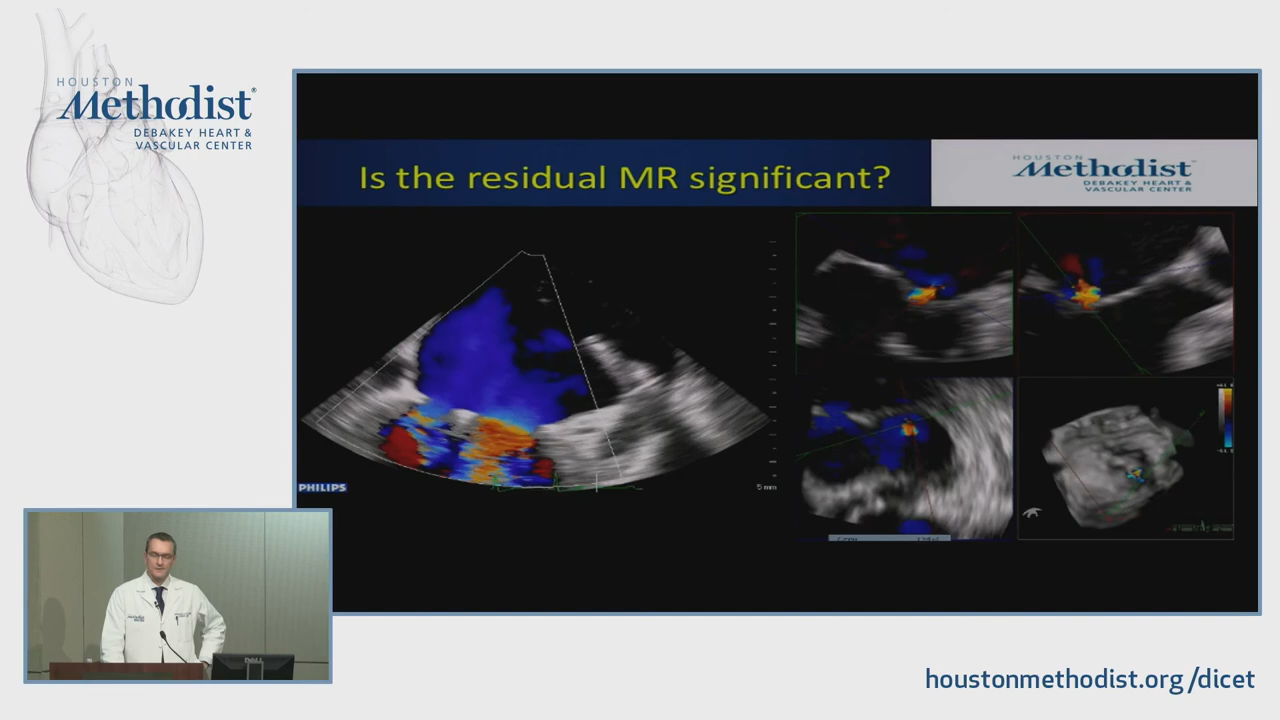 HOUSTON
Methodist®
DEBAKEY HEART &
VASCULAR CENTER
Is the residual MR significant?
HOUSTON
Methodist
DEBAKEY HEART &
VASCULAR CENTER
PHILIPS
5 mm
DELL
houstonmethodist.org/dicet